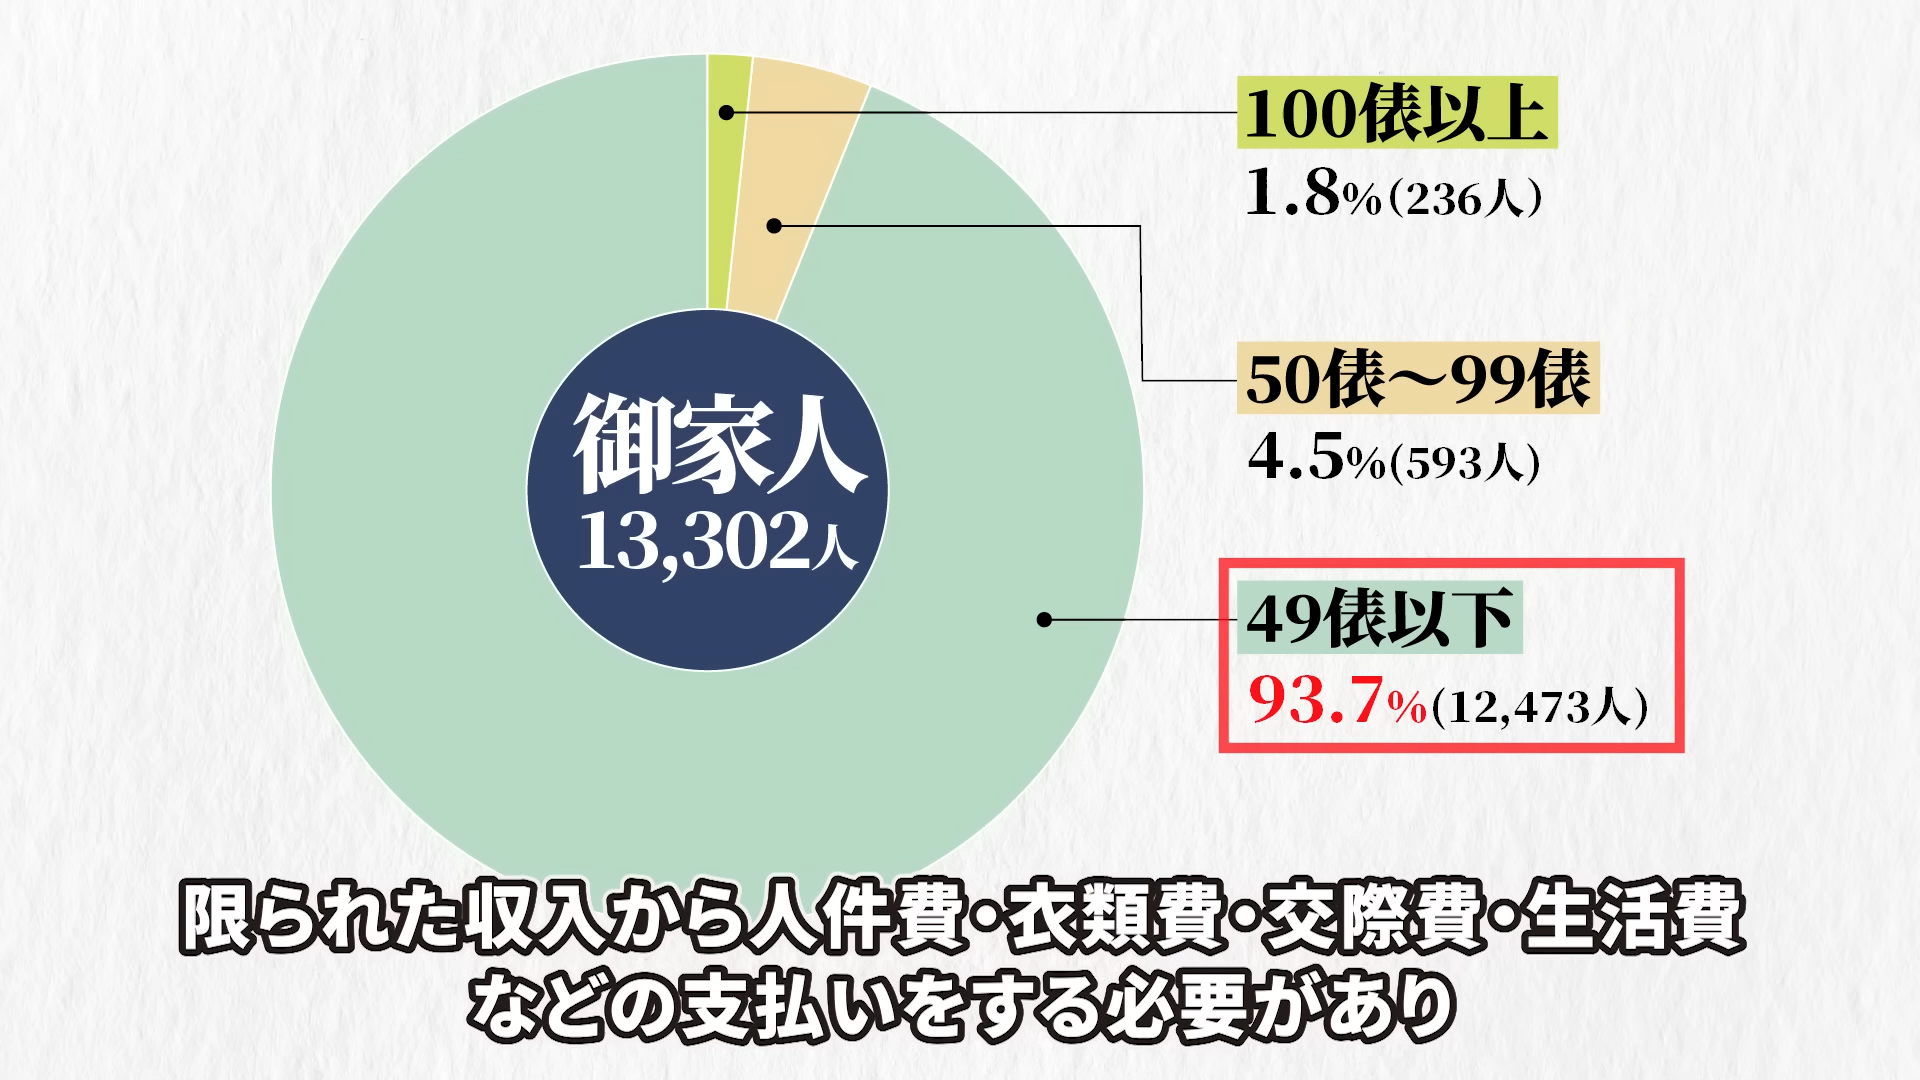 100俵以上
1.8%(236人)
50俵～99俵
4.5%(593人)
御家人
13,302人
49俵以下
93.7%(12,473人)
限られた収入から人件費・衣類費・交際費・生活費
などの支払いをする必要があり